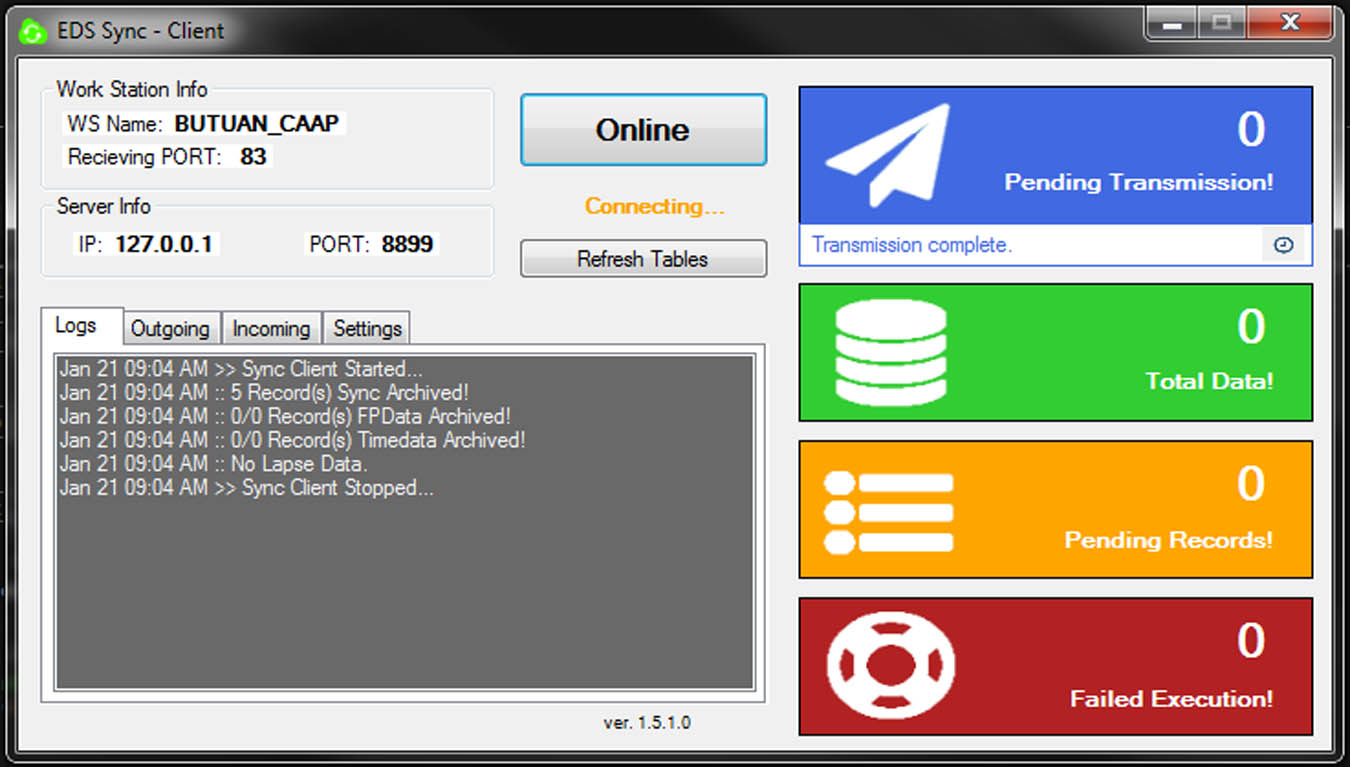 EDS Sync - Client
Work Station Info
WS Name: BUTUAN_CAAP
Recieving PORT: 83
Server Info
IP: 127.0.0.1 PORT: 8899
Online
Connecting...
Refresh Tables
Logs Outgoing Incoming Settings
Jan 21 09:04 AM >> Sync Client Started...
Jan 21 09:04 AM :: 5 Record(s) Sync Archived!
Jan 21 09:04 AM :: 0/0 Record(s) FPData Archived!
Jan 21 09:04 AM :: 0/0 Record(s) Timedata Archived!
Jan 21 09:04 AM :: No Lapse Data.
Jan 21 09:04 AM >> Sync Client Stopped...
ver. 1.5.1.0
0
Pending Transmission!
Transmission complete.
0
Total Data!
0
Pending Records!
0
Failed Execution!